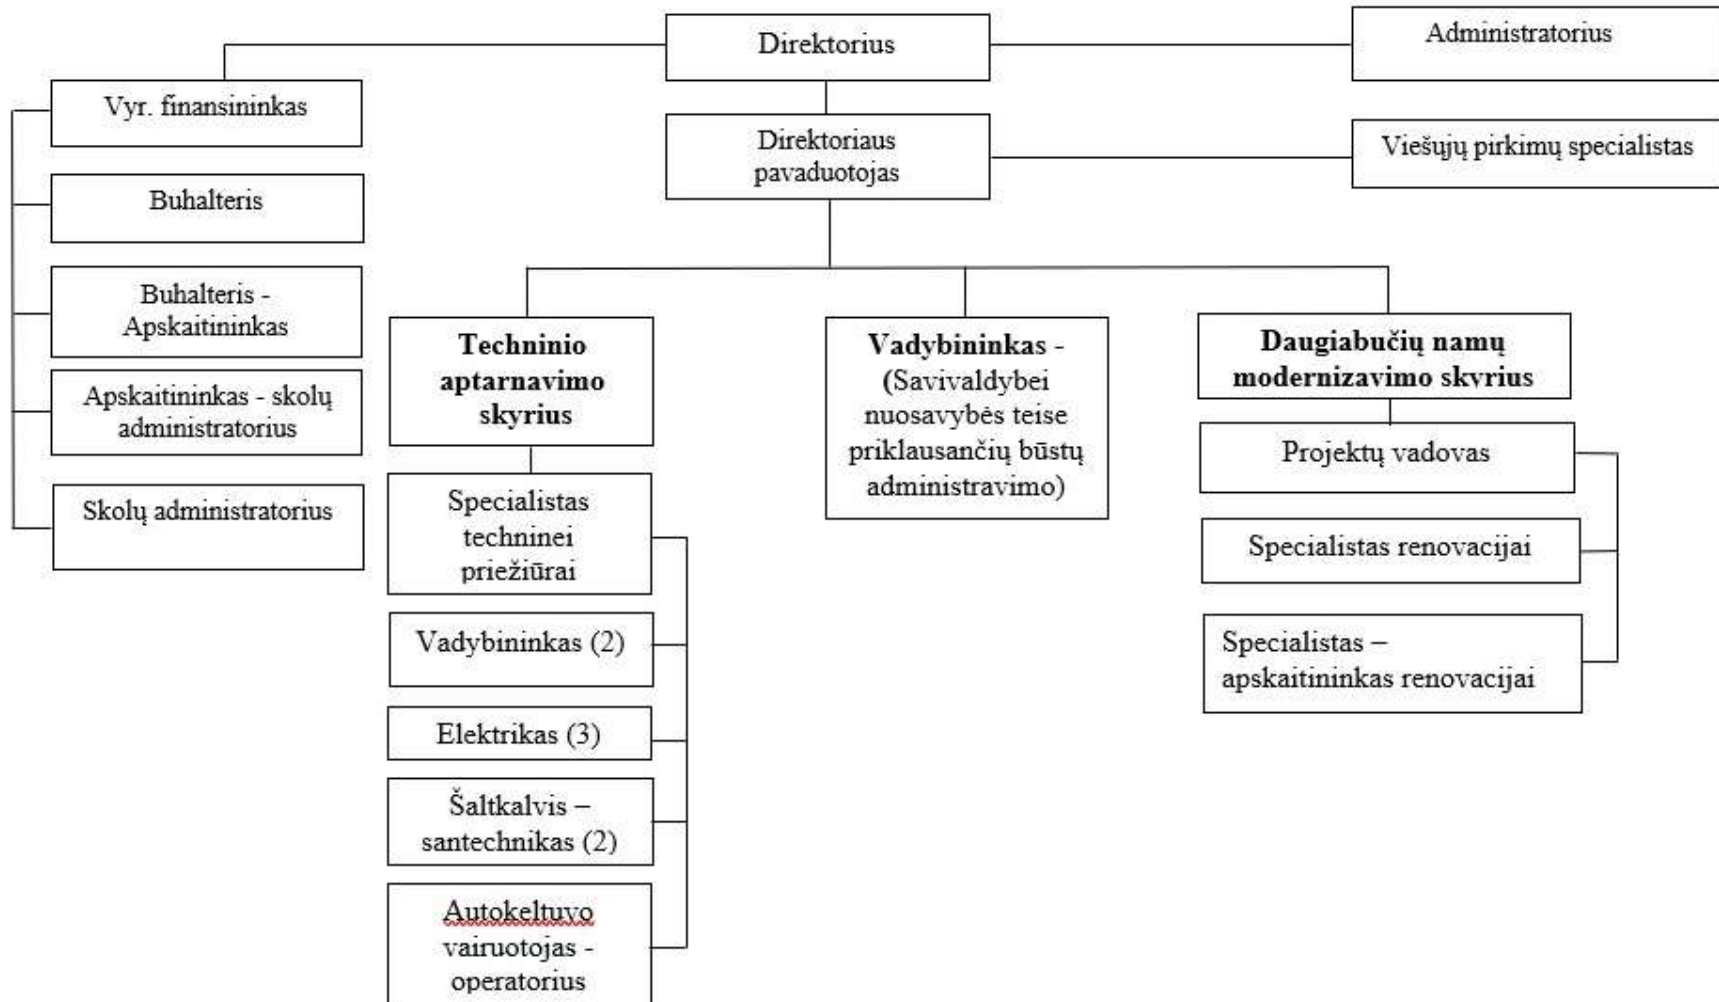 Direktorius
Administratorius
Vyr. finansininkas
Direktoriaus
pavaduotojas
Viešųjų pirkimų specialistas
Buhalteris
Buhalteris -
Apskaitininkas
Apskaitininkas - skolų
administratorius
Skolų administratorius
Techninio
aptarnavimo
skyrius
Specialistas
techninei
priežiūrai
Vadybininkas (2)
Elektrikas (3)
Šaltkalvis –
santechnikas (2)
Autokeltuvo
vairuotojas -
operatorius
Vadybininkas -
(Savivaldybei
nuosavybės teise
priklausančių būstų
administravimo)
Daugiabučių namų
modernizavimo skyrius
Projektų vadovas
Specialistas renovacijai
Specialistas –
apskaitininkas renovacijai